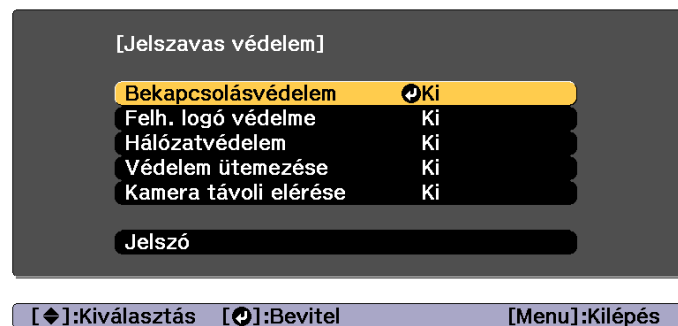 [Jelszavas védelem]
Bekapcsolásvédelem Ki
Felh. logó védelme Ki
Hálózatvédelem Ki
Védelem ütemezése Ki
Kamera távoli elérése Ki
Jelszó
[◆]:Kiválasztás [↵]:Bevitel [Menu]:Kilépés